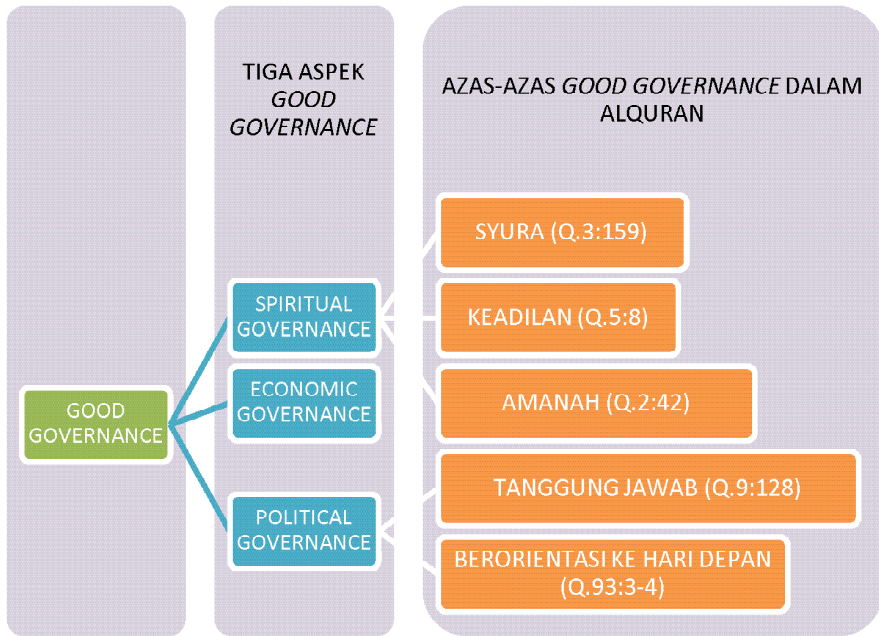 TIGA ASPEK
GOOD
GOVERNANCE
AZAS-AZAS GOOD GOVERNANCE DALAM
ALQURAN
GOOD
GOVERNANCE
SPIRITUAL
GOVERNANCE
ECONOMIC
GOVERNANCE
POLITICAL
GOVERNANCE
SYURA (Q.3:159)
KEADILAN (Q.5:8)
AMANAH (Q.2:42)
TANGGUNG JAWAB (Q.9:128)
BERORIENTASI KE HARI DEPAN
(Q.93:3-4)